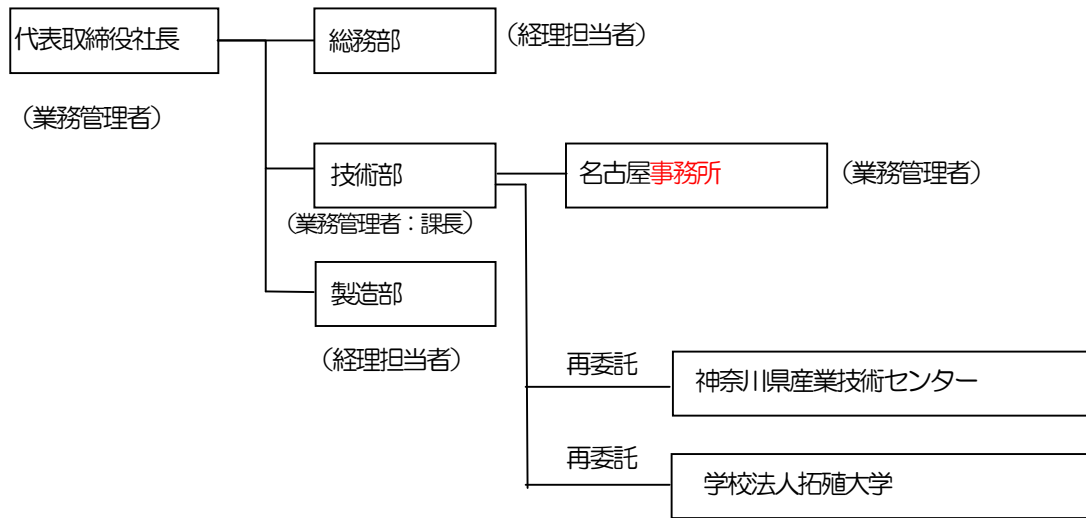 代表取締役社長
総務部
（経理担当者）
（業務管理者）
技術部
名古屋事務所
（業務管理者）
（業務管理者：課長）
製造部
（経理担当者）
再委託
神奈川県産業技術センター
再委託
学校法人拓殖大学